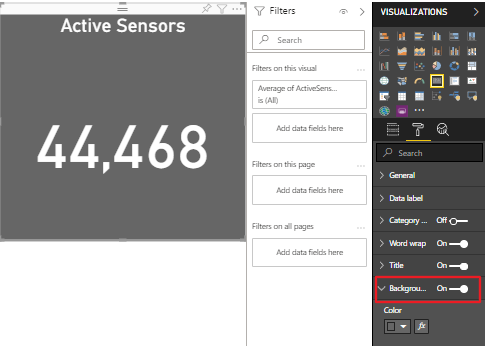 Active Sensors
44,468
Filters
Search
Filters on this visual
Average of ActiveSens...
is (All)
Add data fields here
Filters on this page
Add data fields here
Filters on all pages
Add data fields here
VISUALIZATIONS
Search
General
Data label
Category ... Off
Word wrap On
Title On
Backgrou... On
Color
fx